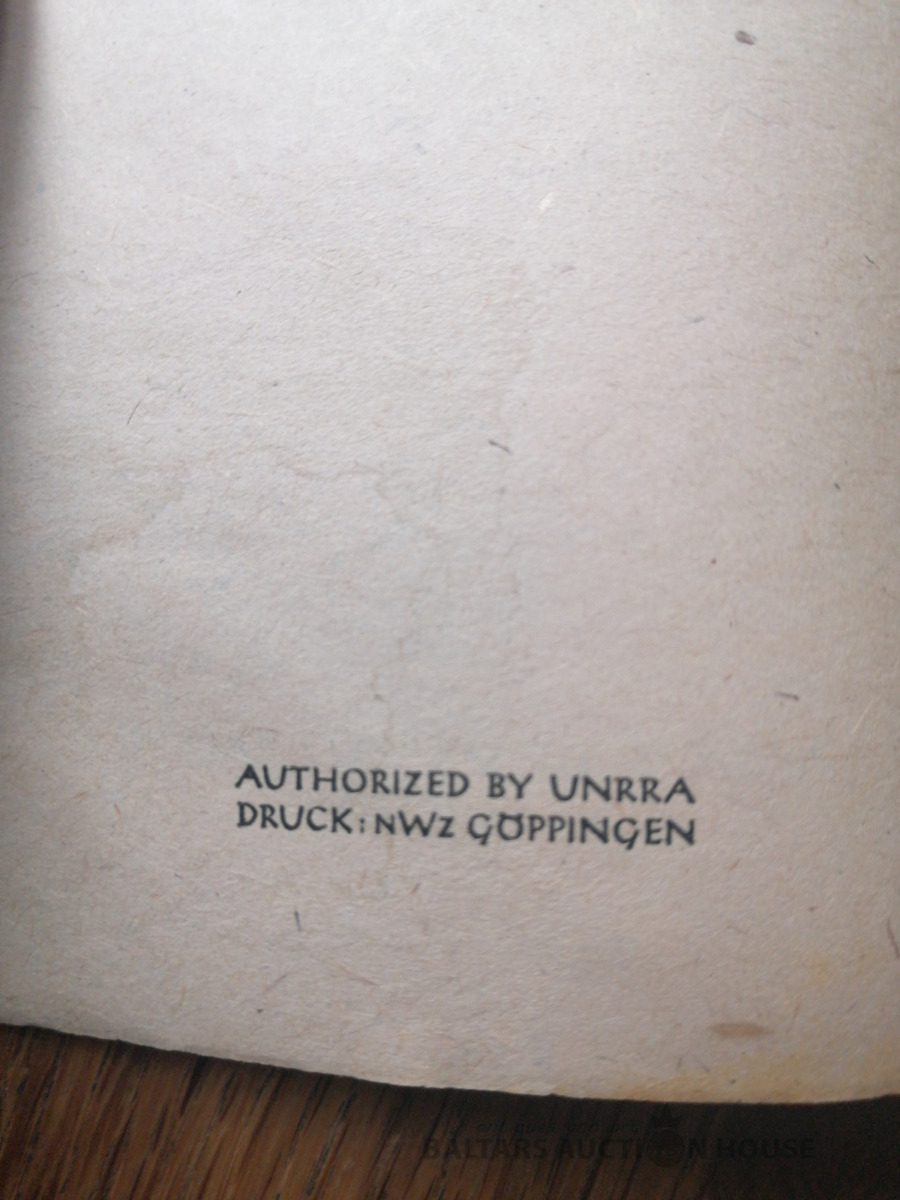 AUTHORIZED BY UNRRA
DRUCK: NWZ GÖPPINGEN
BALTARS AUCTION HOUSE